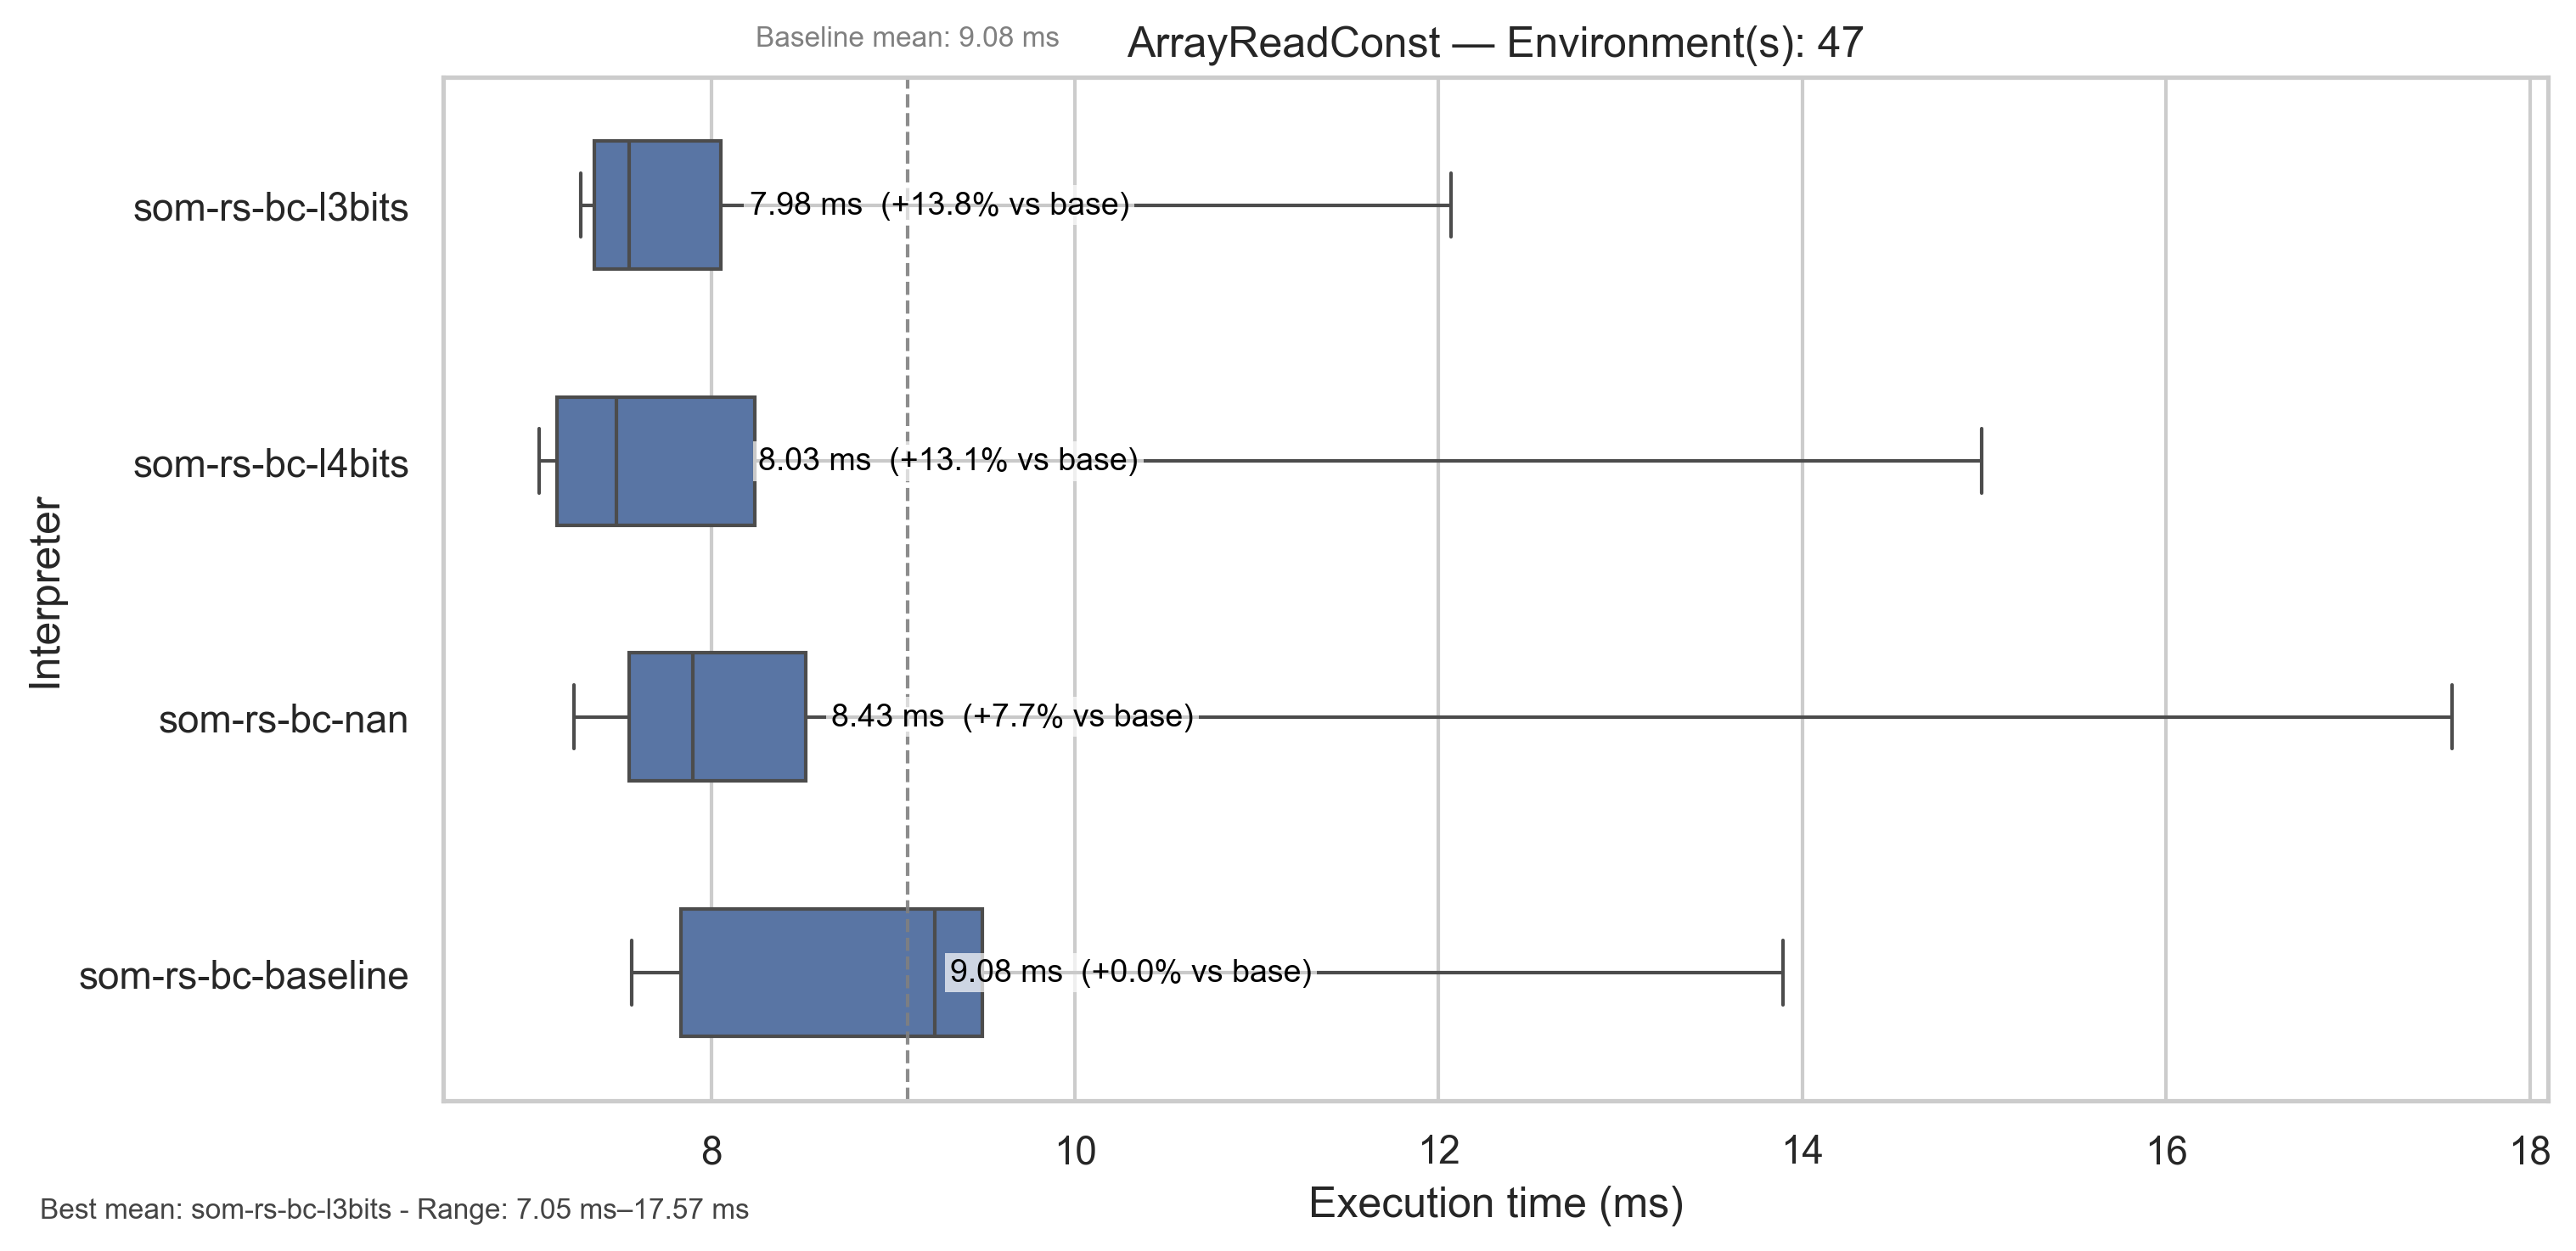 Baseline mean: 9.08 ms
ArrayReadConst — Environment(s): 47
Interpreter
som-rs-bc-l3bits
7.98 ms (+13.8% vs base)
som-rs-bc-l4bits
8.03 ms (+13.1% vs base)
som-rs-bc-nan
8.43 ms (+7.7% vs base)
som-rs-bc-baseline
9.08 ms (+0.0% vs base)
8 10 12 14 16 18
Execution time (ms)
Best mean: som-rs-bc-l3bits - Range: 7.05 ms–17.57 ms